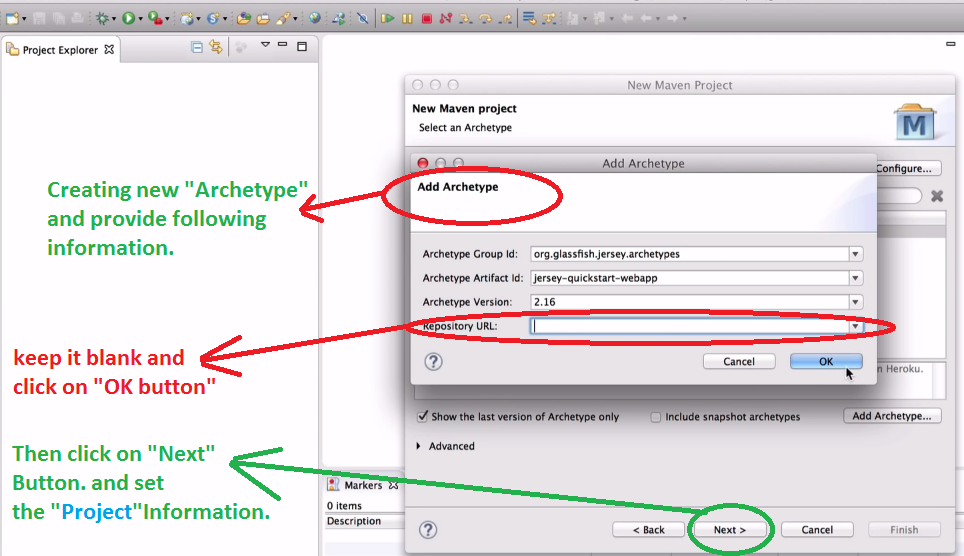 Project Explorer
New Maven Project
New Maven project
Select an Archetype
M
Configure...
Add Archetype
Add Archetype
Creating new "Archetype"
and provide following
information.
Archetype Group Id: org.glassfish.jersey.archetypes
Archetype Artifact Id: jersey-quickstart-webapp
Archetype Version: 2.16
Repository URL:
keep it blank and
click on "OK button"
? Cancel OK
n Heroku.
Show the last version of Archetype only Include snapshot archetypes Add Archetype...
Advanced
Then click on "Next"
Button. and set
the "Project"Information.
Markers
0 items
Description
? < Back Next > Cancel Finish